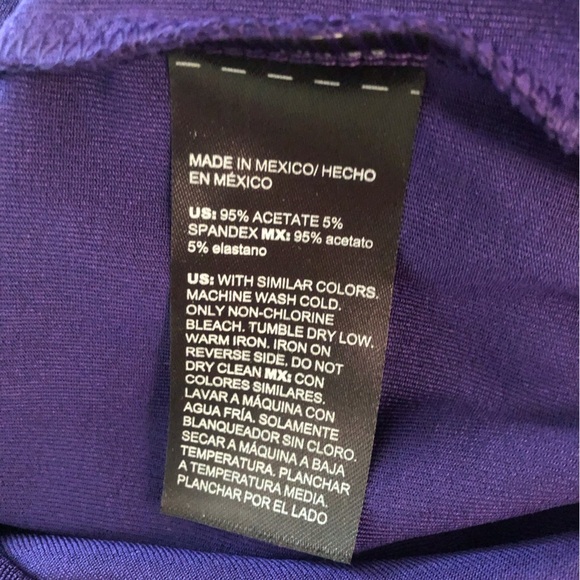 MADE IN MEXICO/ HECHO
EN MÉXICO
US: 95% ACETATE 5%
SPANDEX MX: 95% acetato
5% elastano
US: WITH SIMILAR COLORS.
MACHINE WASH COLD.
ONLY NON-CHLORINE
BLEACH. TUMBLE DRY LOW.
WARM IRON. IRON ON
REVERSE SIDE. DO NOT
DRY CLEAN MX: CON
COLORES SIMILARES.
LAVAR A MÁQUINA CON
AGUA FRÍA. SOLAMENTE
BLANQUEADOR SIN CLORO.
SECAR A MÁQUINA A BAJA
TEMPERATURA. PLANCHAR
A TEMPERATURA MEDIA.
PLANCHAR POR EL LADO